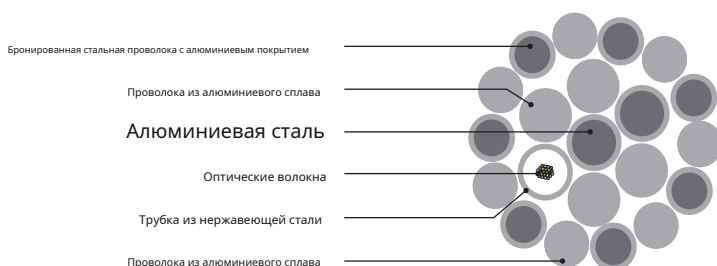 Бронированная стальная проволока с алюминиевым покрытием
Проволока из алюминиевого сплава
Алюминиевая сталь
Оптические волокна
Трубка из нержавеющей стали
Проволока из алюминиевого сплава